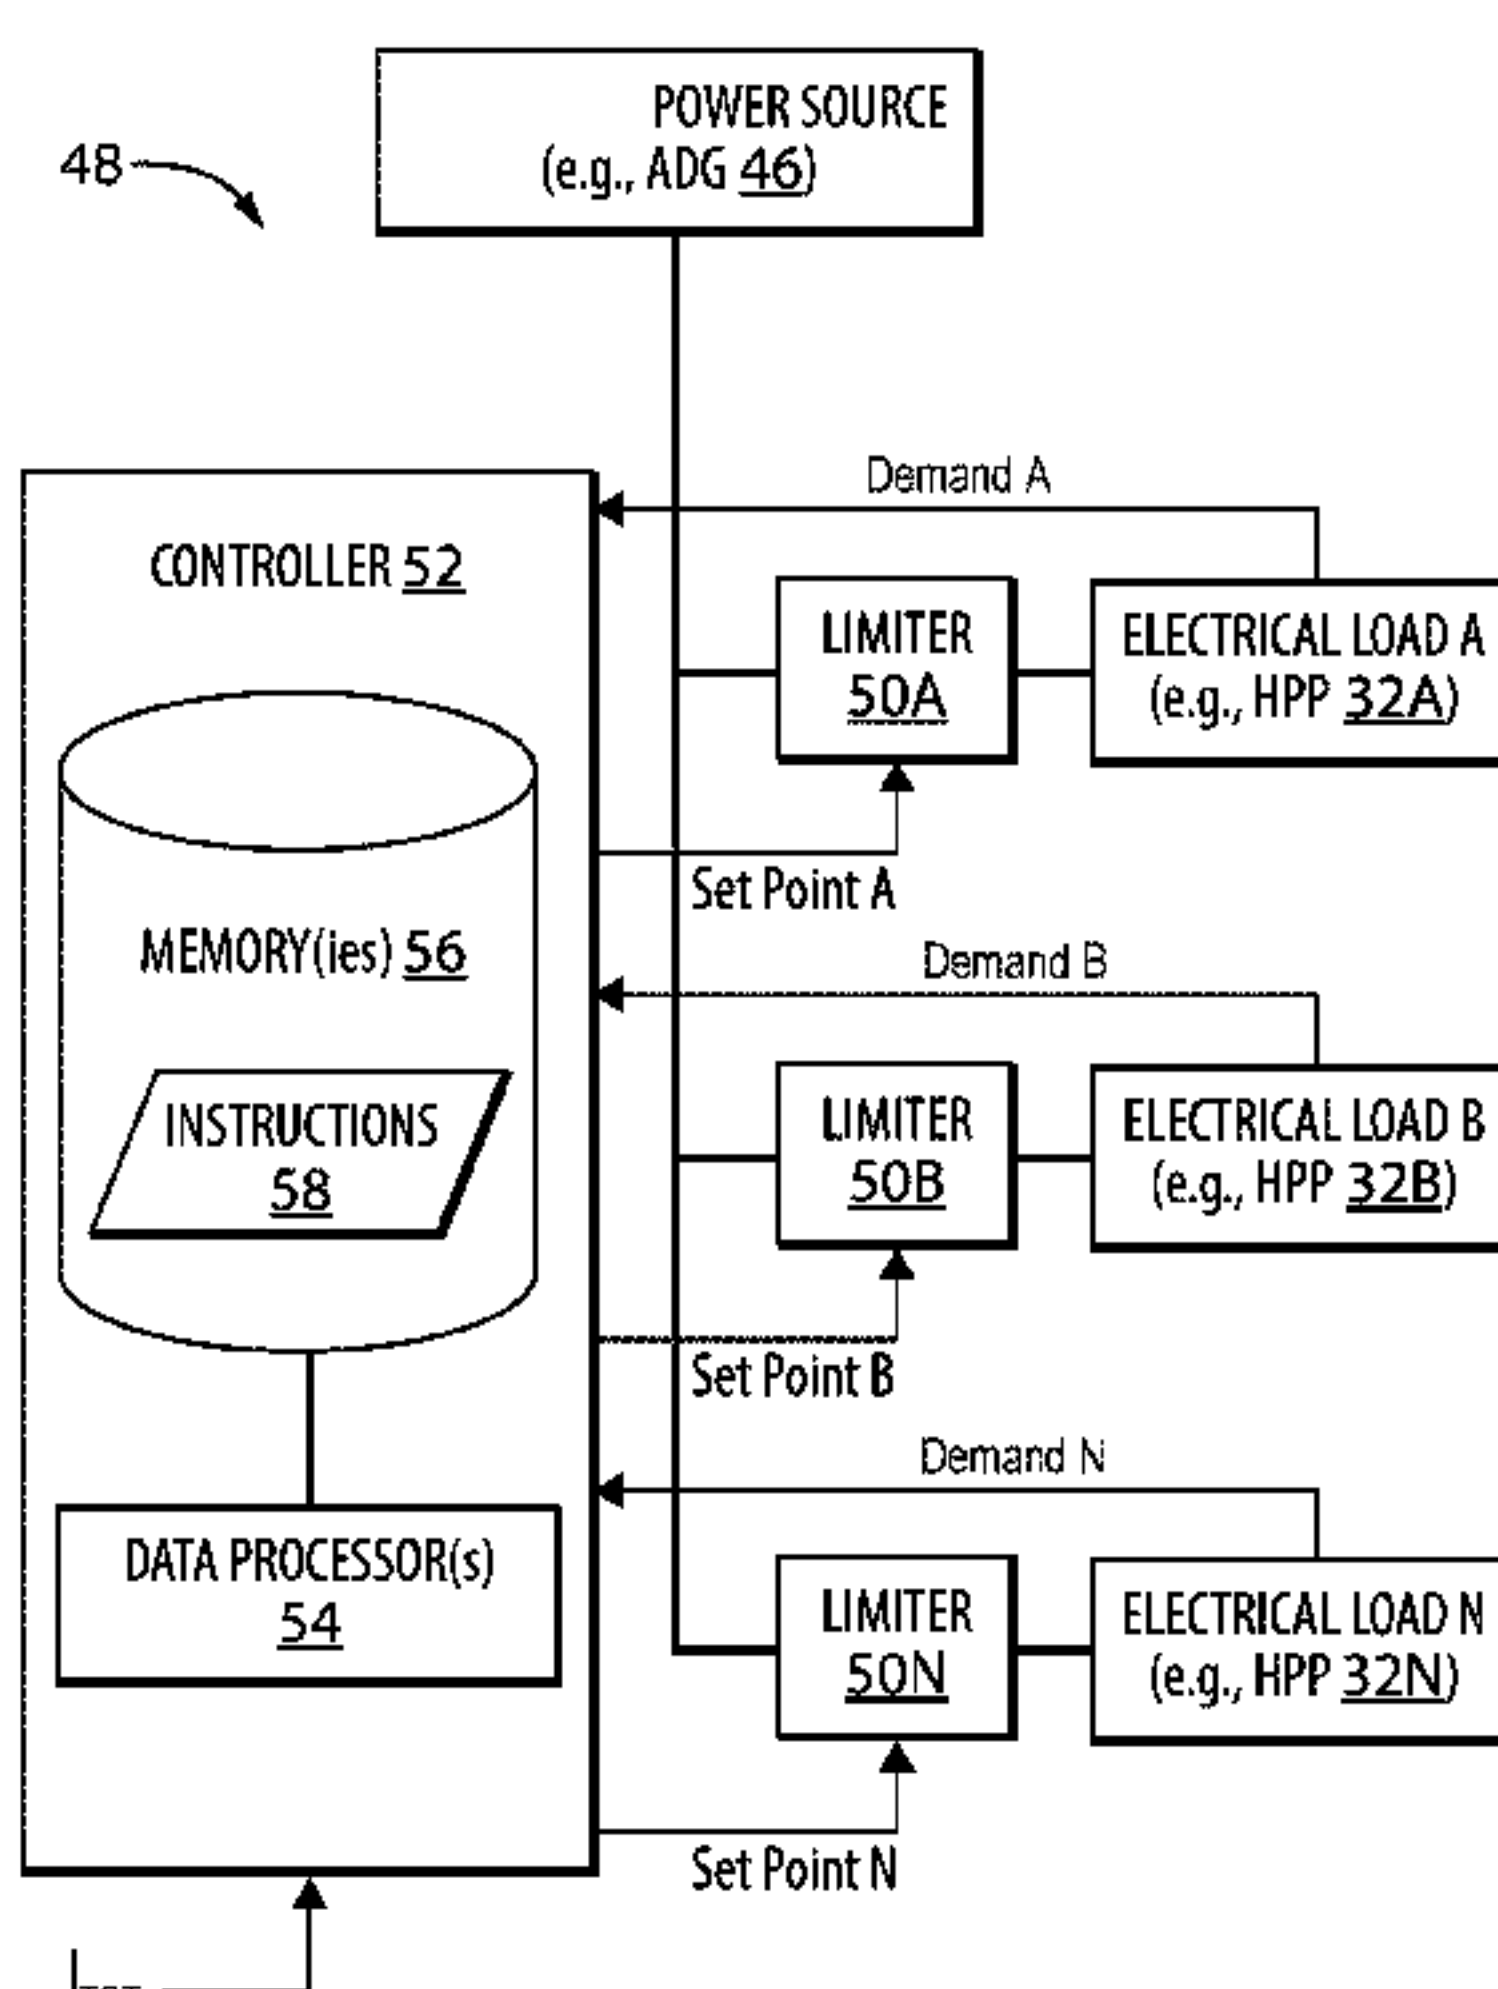 POWER SOURCE
(e.g., ADG 46)
48
Demand A
CONTROLLER 52
LIMITER
50A
ELECTRICAL LOAD A
(e.g., HPP 32A)
Set Point A
MEMORY(ies) 56
Demand B
INSTRUCTIONS
58
LIMITER
50B
ELECTRICAL LOAD B
(e.g., HPP 32B)
Set Point B
Demand N
DATA PROCESSOR(s)
54
LIMITER
50N
ELECTRICAL LOAD N
(e.g., HPP 32N)
Set Point N